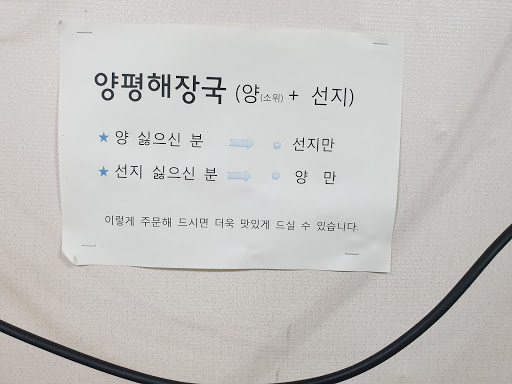 양평해장국 (양(소위) + 선지)
★ 양 싫으신 분 ⇨ ○ 선지만
★ 선지 싫으신 분 ⇨ ○ 양 만
이렇게 주문해 드시면 더욱 맛있게 드실 수 있습니다.